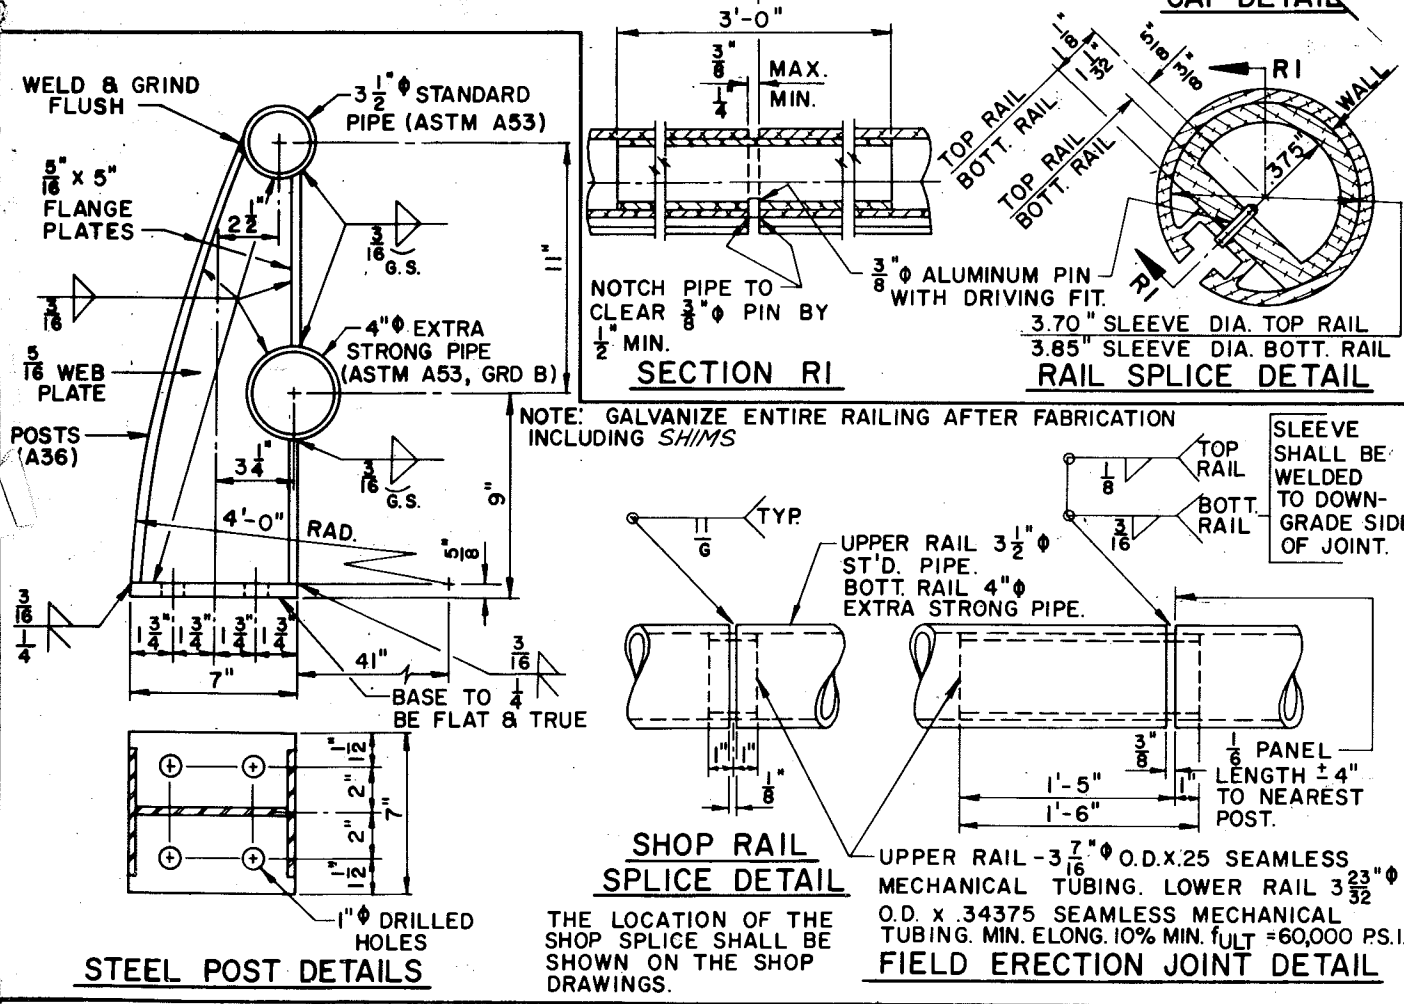 CAP DETAIL
WELD & GRIND
FLUSH
3 1/2"ϕ STANDARD
PIPE (ASTM A53)
5/16" X 5"
FLANGE
PLATES
2 1/2"
3/16
G.S.
11"
3/16
4"ϕ EXTRA
STRONG PIPE
(ASTM A53, GRD B)
5/16 WEB
PLATE
POSTS
(A36)
3 1/4"
3/16
G.S.
9"
4'-0" RAD.
5/8"
3/16
1/4
1 3/4" 1 3/4" 1 3/4" 1 3/4"
7"
41"
3/16
1/4
BASE TO
BE FLAT & TRUE
1 1/2"
2"
2"
1 1/2"
7"
1"ϕ DRILLED
HOLES
STEEL POST DETAILS
3'-0"
MAX.
1/4 MIN.
NOTCH PIPE TO
CLEAR 3/8"ϕ PIN BY
1/2" MIN.
SECTION R1
3/8"ϕ ALUMINUM PIN
WITH DRIVING FIT.
1 1/8"
1 1/32"
TOP RAIL
BOTT. RAIL
5/8"
3/8"
TOP RAIL
BOTT. RAIL
R1
WALL
.375"
R1
3.70" SLEEVE DIA. TOP RAIL
3.85" SLEEVE DIA. BOTT. RAIL
RAIL SPLICE DETAIL
NOTE: GALVANIZE ENTIRE RAILING AFTER FABRICATION
INCLUDING SHIMS
TYP.
UPPER RAIL 3 1/2"ϕ
ST'D. PIPE.
BOTT. RAIL 4"ϕ
EXTRA STRONG PIPE.
1" 1"
1/8"
SHOP RAIL
SPLICE DETAIL
THE LOCATION OF THE
SHOP SPLICE SHALL BE
SHOWN ON THE SHOP
DRAWINGS.
1/8
TOP
RAIL
3/16
BOTT.
RAIL
SLEEVE
SHALL BE
WELDED
TO DOWN-
GRADE SIDE
OF JOINT.
3/8"
1'-5"
1"
1'-6"
1/6 PANEL
LENGTH ± 4"
TO NEAREST
POST.
UPPER RAIL - 3 7/16"ϕ O.D.X.25 SEAMLESS
MECHANICAL TUBING. LOWER RAIL 3 23/32"ϕ
O.D. X .34375 SEAMLESS MECHANICAL
TUBING. MIN. ELONG. 10% MIN. fULT = 60,000 P.S.I.
FIELD ERECTION JOINT DETAIL